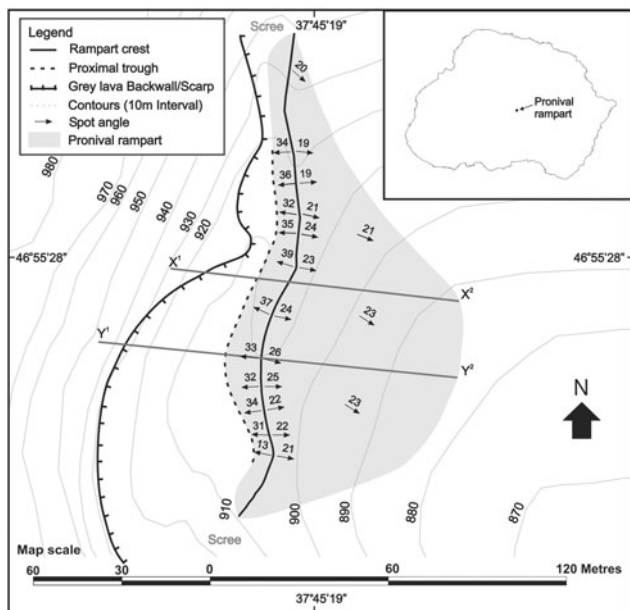 Scree
37°45'19"
Legend
Rampart crest
Proximal trough
Grey lava Backwall/Scarp
Contours (10m Interval)
Spot angle
Pronival rampart
Pronival
rampart
20
34 19
36 19
32 21
35 24
39 23
37 24
33 26
32 25
34 22
31 22
13 21
21
23
23
980
970
960
950
940
930
920
46°55'28"
46°55'28"
X¹
X²
Y¹
Y²
N
910
900
890
880
870
Scree
Map scale
60 30 0 60 120 Metres
37°45'19"